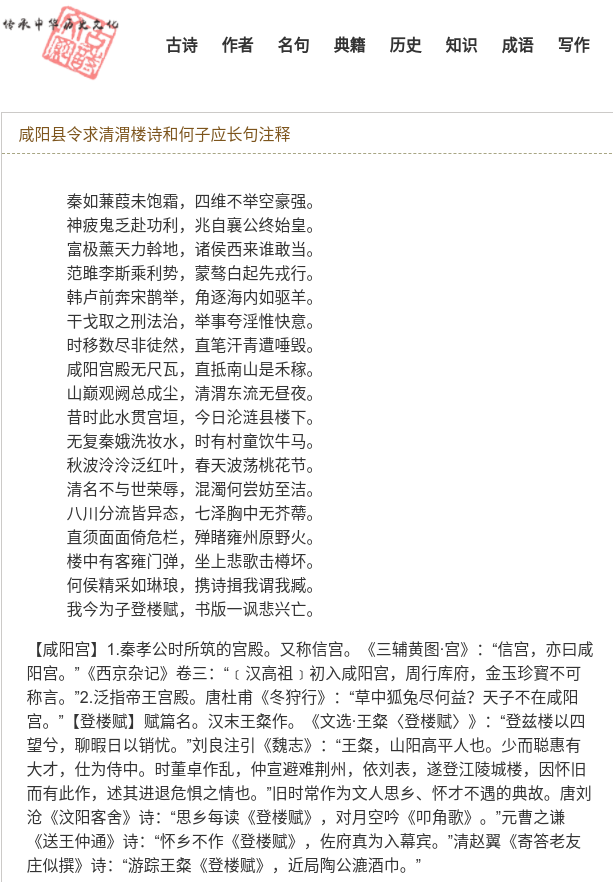 传承中华历史文化
古诗 作者 名句 典籍 历史 知识 成语 写作
咸阳县令求清渭楼诗和何子应长句注释
秦如蒹葭未饱霜，四维不举空豪强。
神疲鬼乏赴功利，兆自襄公终始皇。
富极薰天力斡地，诸侯西来谁敢当。
范雎李斯乘利势，蒙骜白起先戎行。
韩卢前奔宋鹊举，角逐海内如驱羊。
干戈取之刑法治，举事夸淫惟快意。
时移数尽非徒然，直笔汗青遭唾毁。
咸阳宫殿无尺瓦，直抵南山是禾稼。
山巅观阙总成尘，清渭东流无昼夜。
昔时此水贯宫垣，今日沦涟县楼下。
无复秦娥洗妆水，时有村童饮牛马。
秋波泠泠泛红叶，春天波荡桃花节。
清名不与世荣辱，混濁何尝妨至洁。
八川分流皆异态，七泽胸中无芥蔕。
直须面面倚危栏，殚睹雍州原野火。
楼中有客雍门弹，坐上悲歌击樽坏。
何侯精采如琳琅，携诗揖我谓我臧。
我今为子登楼赋，书版一讽悲兴亡。
【咸阳宫】1.秦孝公时所筑的宫殿。又称信宫。《三辅黄图·宫》：“信宫，亦曰咸
阳宫。”《西京杂记》卷三：“﹝汉高祖﹞初入咸阳宫，周行库府，金玉珍寳不可
称言。”2.泛指帝王宫殿。唐杜甫《冬狩行》：“草中狐兔尽何益？天子不在咸阳
宫。”【登楼赋】赋篇名。汉末王粲作。《文选·王粲〈登楼赋〉》：“登兹楼以四
望兮，聊暇日以销忧。”刘良注引《魏志》：“王粲，山阳高平人也。少而聪惠有
大才，仕为侍中。时董卓作乱，仲宣避难荆州，依刘表，遂登江陵城楼，因怀旧
而有此作，述其进退危惧之情也。”旧时常作为文人思乡、怀才不遇的典故。唐刘
沧《汶阳客舍》诗：“思乡每读《登楼赋》，对月空吟《叩角歌》。”元曹之谦
《送王仲通》诗：“怀乡不作《登楼赋》，佐府真为入幕宾。”清赵翼《寄答老友
庄似撰》诗：“游踪王粲《登楼赋》，近局陶公漉酒巾。”